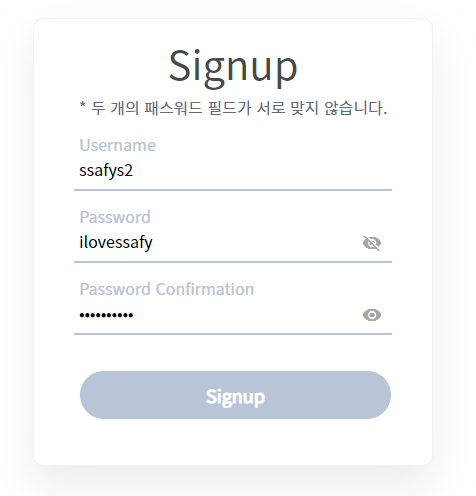 Signup
* 두 개의 패스워드 필드가 서로 맞지 않습니다.
Username
ssafys2
Password
ilovessafy
Password Confirmation
••••••••••
Signup